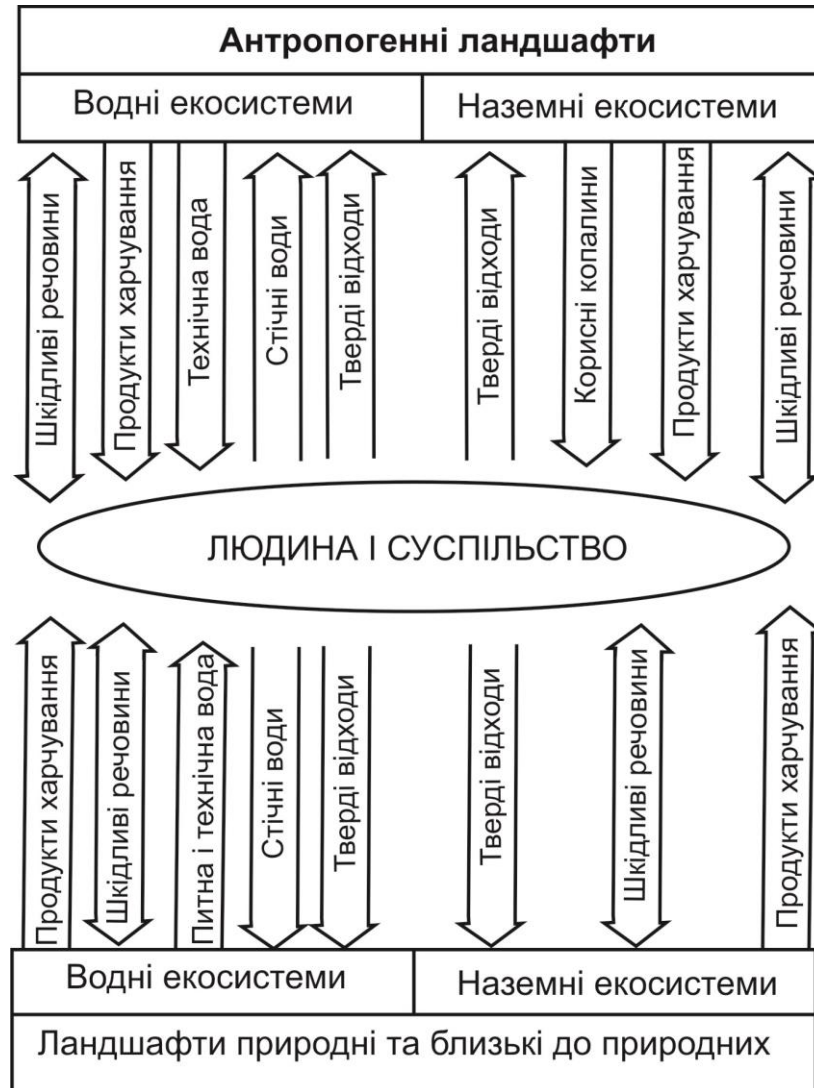 Антропогенні ландшафти
Водні екосистеми
Наземні екосистеми
Шкідливі речовини
Продукти харчування
Технічна вода
Стічні води
Тверді відходи
Тверді відходи
Корисні копалини
Продукти харчування
Шкідливі речовини
ЛЮДИНА І СУСПІЛЬСТВО
Продукти харчування
Шкідливі речовини
Питна і технічна вода
Стічні води
Тверді відходи
Тверді відходи
Шкідливі речовини
Продукти харчування
Водні екосистеми
Наземні екосистеми
Ландшафти природні та близькі до природних